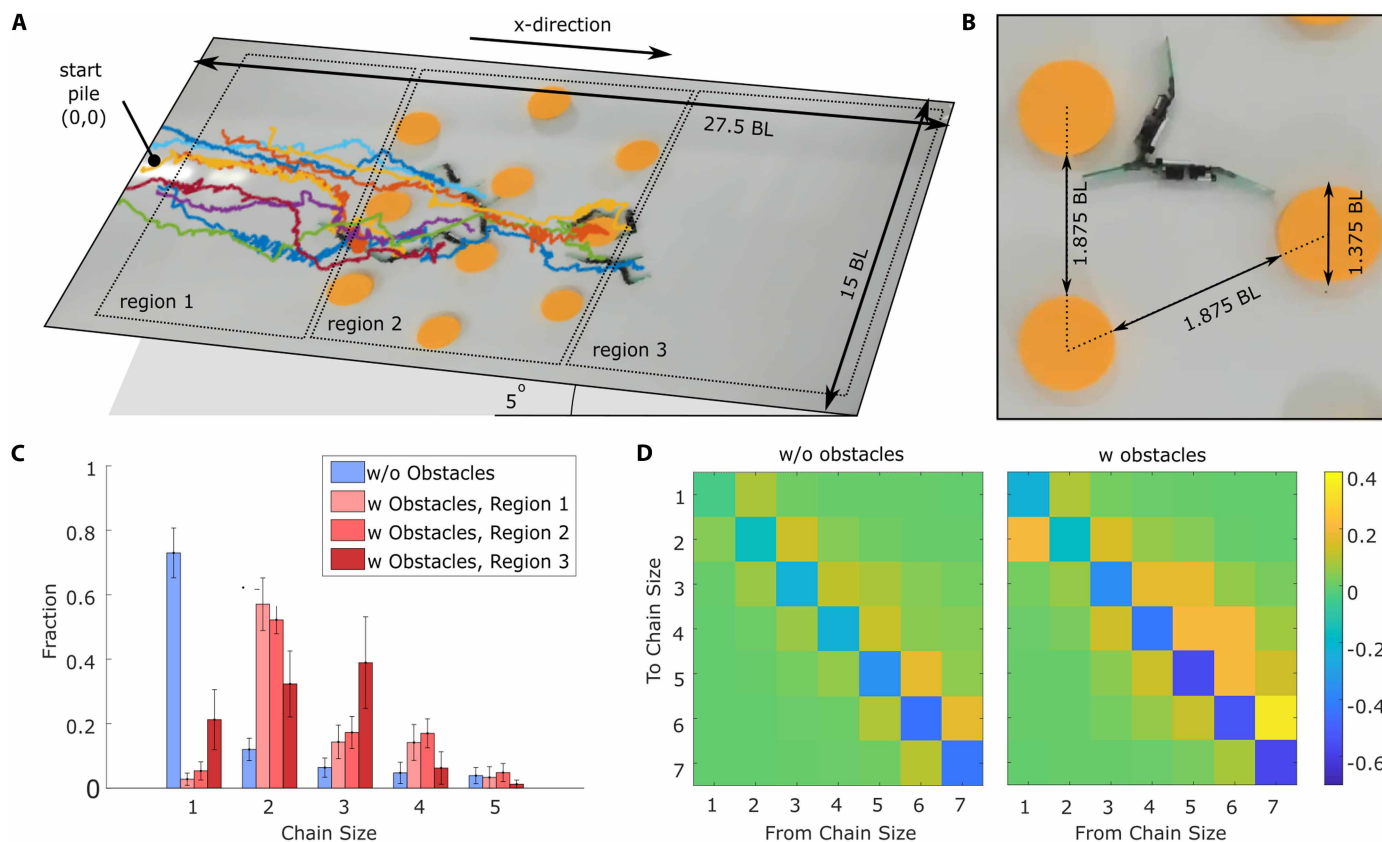 A
x-direction
start
pile
(0,0)
27.5 BL
15 BL
region 1
region 2
region 3
5
o
B
1.875 BL
1.375 BL
1.875 BL
C
1
0.8
0.6
0.4
0.2
0
Fraction
w/o Obstacles
w Obstacles, Region 1
w Obstacles, Region 2
w Obstacles, Region 3
1 2 3 4 5
Chain Size
D
w/o obstacles
w obstacles
To Chain Size
1
2
3
4
5
6
7
1 2 3 4 5 6 7
From Chain Size
1 2 3 4 5 6 7
From Chain Size
0.4
0.2
0
-0.2
-0.4
-0.6